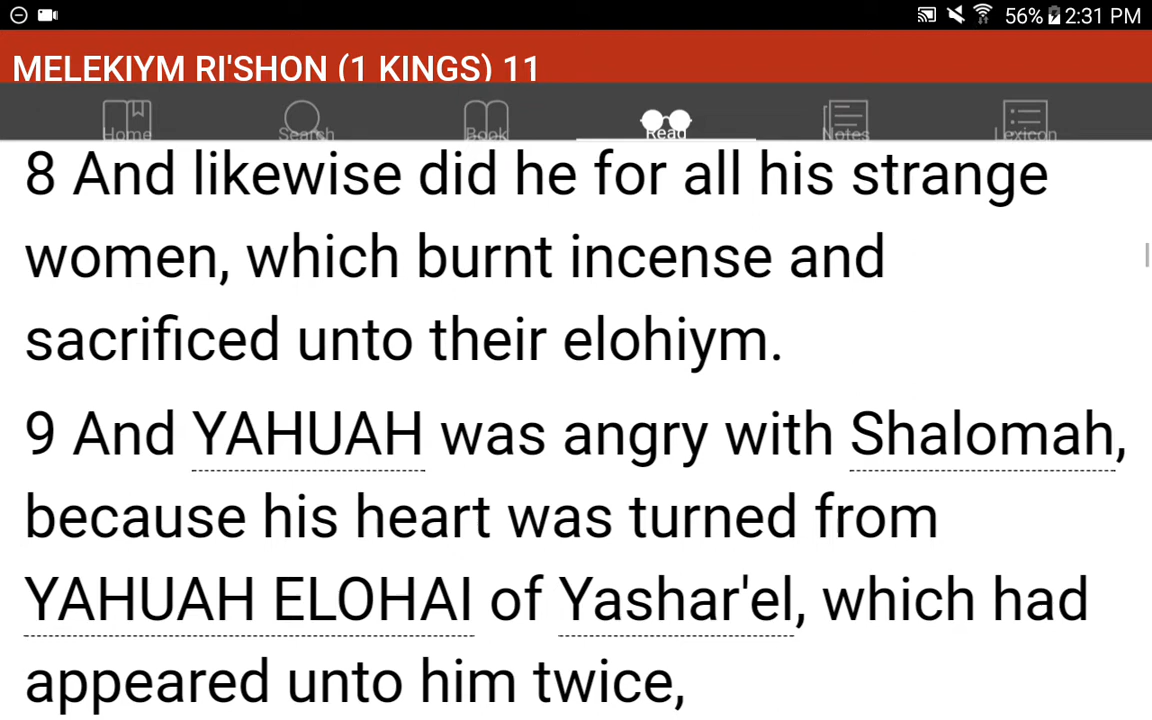 56% 2:31 PM
MELEKIYM RI'SHON (1 KINGS) 11
Home Search Book Read Notes Lexicon
8 And likewise did he for all his strange
women, which burnt incense and
sacrificed unto their elohiym.
9 And YAHUAH was angry with Shalomah,
because his heart was turned from
YAHUAH ELOHAI of Yashar'el, which had
appeared unto him twice,